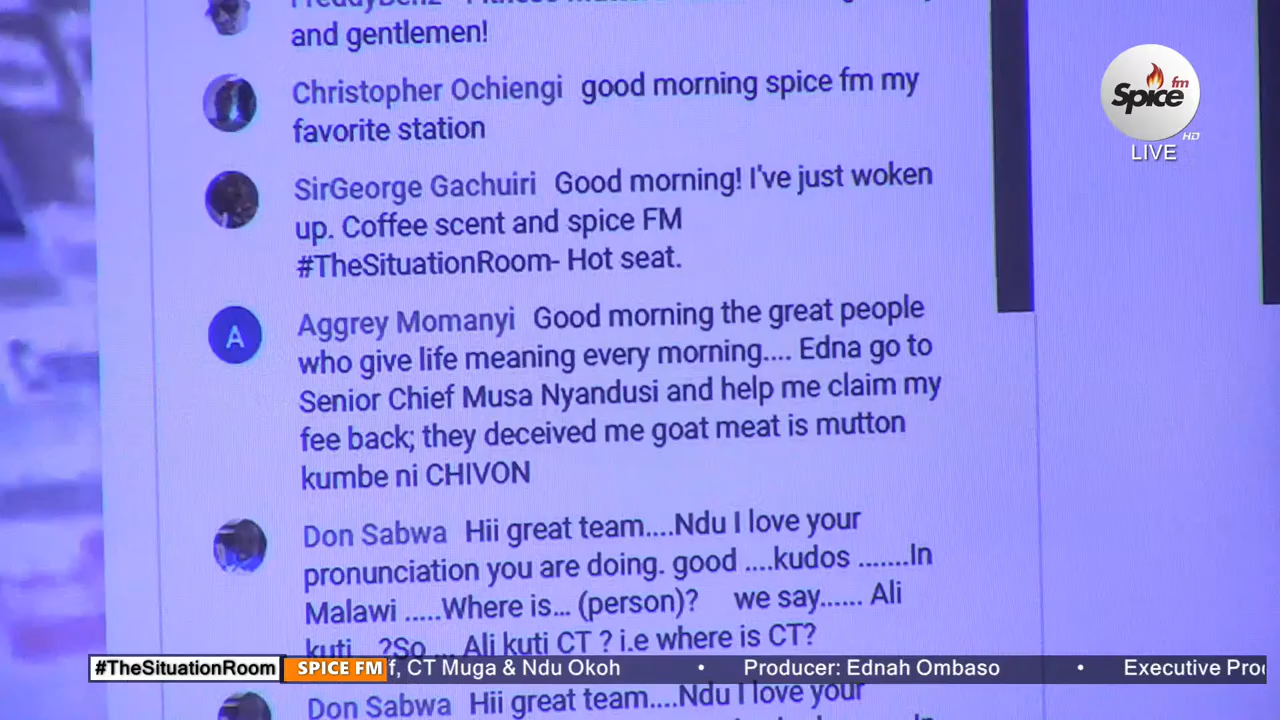 and gentlemen!
Christopher Ochiengi good morning spice fm my
favorite station
SirGeorge Gachuiri Good morning! I've just woken
up. Coffee scent and spice FM
#TheSituationRoom- Hot seat.
A
Aggrey Momanyi Good morning the great people
who give life meaning every morning.... Edna go to
Senior Chief Musa Nyandusi and help me claim my
fee back; they deceived me goat meat is mutton
kumbe ni CHIVON
Don Sabwa Hii great team....Ndu I love your
pronunciation you are doing. good ....kudos .......In
Malawi .....Where is... (person)? we say...... Ali
kuti ...?So.... Ali kuti CT ? i.e where is CT?
Don Sabwa Hii great team....Ndu I love your
Spice fm
HD
LIVE
#TheSituationRoom SPICE FM f, CT Muga & Ndu Okoh • Producer: Ednah Ombaso • Executive Pro